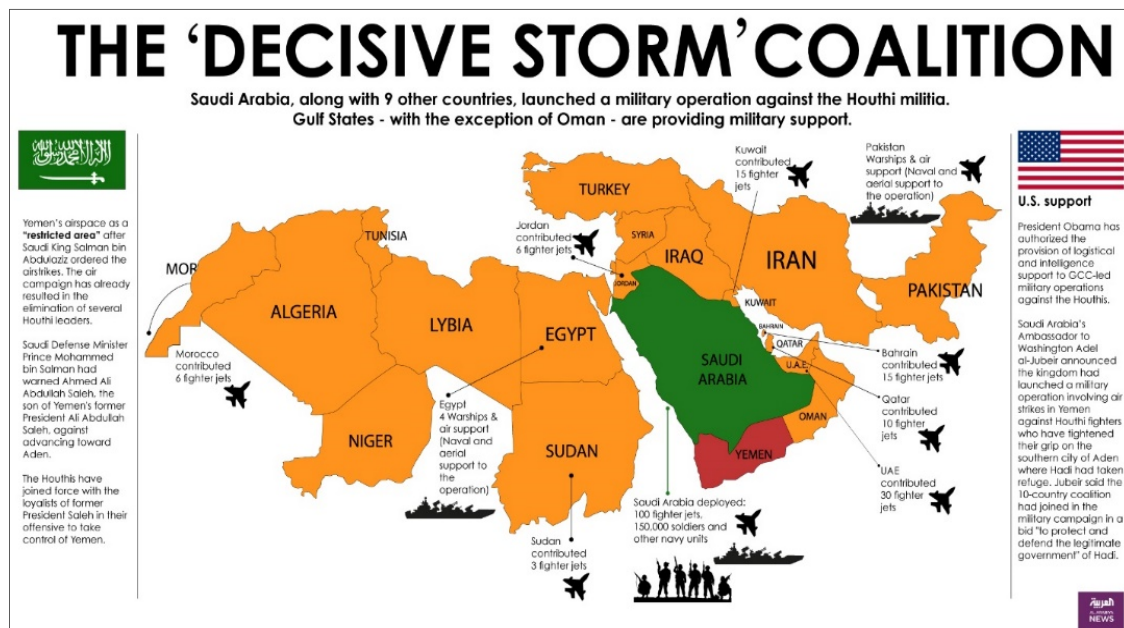 THE ‘DECISIVE STORM’ COALITION
Saudi Arabia, along with 9 other countries, launched a military operation against the Houthi militia.
Gulf States - with the exception of Oman - are providing military support.
Yemen's airspace as a
"restricted area" after
Saudi King Salman bin
Abdulaziz ordered the
airstrikes. The air
campaign has already
resulted in the
elimination of several
Houthi leaders.
Saudi Defense Minister
Prince Mohammed
bin Salman had
warned Ahmed Ali
Abdullah Saleh, the
son of Yemen's former
President Ali Abdullah
Saleh, against
advancing toward
Aden.
The Houthis have
joined force with the
loyalists of former
President Saleh in their
offensive to take
control of Yemen.
MOR
ALGERIA
TUNISIA
LYBIA
NIGER
EGYPT
SUDAN
TURKEY
SYRIA
JORDAN
IRAQ
IRAN
KUWAIT
BAHRAIN
QATAR
U.A.E.
OMAN
SAUDI
ARABIA
YEMEN
PAKISTAN
Morocco
contributed
6 fighter jets
Egypt
4 Warships &
air support
(Naval and
aerial
support to
the
operation)
Sudan
contributed
3 fighter jets
Jordan
contributed
6 fighter jets
Kuwait
contributed
15 fighter
jets
Pakistan
Warships & air
support (Naval and
aerial support to
the operation)
Bahrain
contributed
15 fighter jets
Qatar
contributed
10 fighter
jets
UAE
contributed
30 fighter
jets
Saudi Arabia deployed;
100 fighter jets,
150,000 soldiers and
other navy units
U.S. support
President Obama has
authorized the
provision of logistical
and intelligence
support to GCC-led
military operations
against the Houthis.
Saudi Arabia's
Ambassador to
Washington Adel
al-Jubeir announced
the kingdom had
launched a military
operation involving air
strikes in Yemen
against Houthi fighters
who have tightened
their grip on the
southern city of Aden
where Hadi had taken
refuge. Jubeir said the
10-country coalition
had joined in the
military campaign in a
bid "to protect and
defend the legitimate
government" of Hadi.
العربية
AL ARABIYA
NEWS